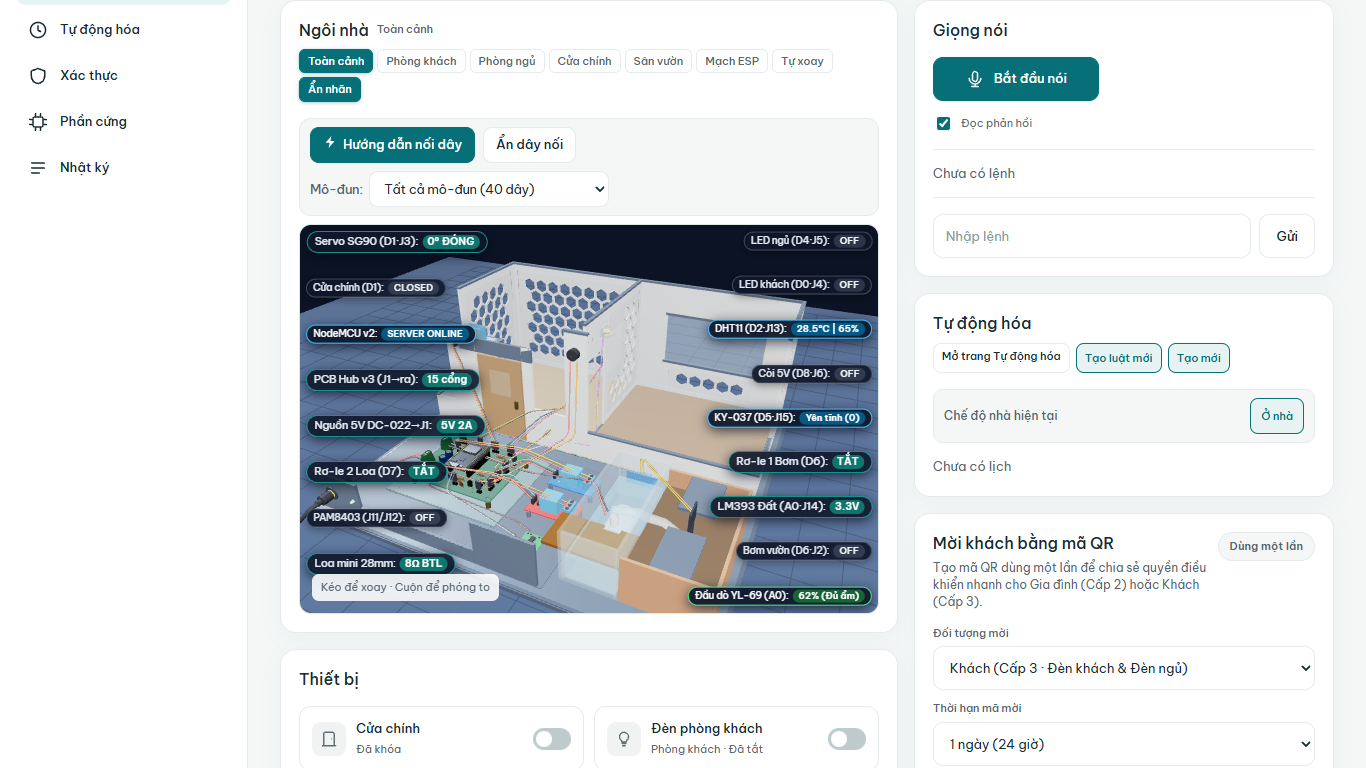 Tự động hóa
Xác thực
Phần cứng
Nhật ký
Ngôi nhà Toàn cảnh
Toàn cảnh Phòng khách Phòng ngủ Cửa chính Sân vườn Mạch ESP Tự xoay
Ẩn nhãn
Hướng dẫn nối dây Ẩn dây nối
Mô-đun: Tất cả mô-đun (40 dây)
Servo SG90 (D1·J3): 0° ĐÓNG
Cửa chính (D1): CLOSED
NodeMCU v2: SERVER ONLINE
PCB Hub v3 (J1→ra): 15 cổng
Nguồn 5V DC-022→J1: 5V 2A
Rơ-le 2 Loa (D7): TẮT
PAM8403 (J11/J12): OFF
Loa mini 28mm: 8Ω BTL
Kéo để xoay · Cuộn để phóng to
LED ngủ (D4·J5): OFF
LED khách (D0·J4): OFF
DHT11 (D2·J13): 28.5°C | 65%
Còi 5V (D8·J6): OFF
KY-037 (D5·J15): Yên tĩnh (0)
Rơ-le 1 Bơm (D6): TẮT
LM393 Đất (A0·J14): 3.3V
Bơm vườn (D6·J2): OFF
Đầu dò YL-69 (A0): 62% (Đủ ẩm)
Thiết bị
Cửa chính
Đã khóa
Đèn phòng khách
Phòng khách · Đã tắt
Giọng nói
Bắt đầu nói
Đọc phản hồi
Chưa có lệnh
Nhập lệnh Gửi
Tự động hóa
Mở trang Tự động hóa Tạo luật mới Tạo mới
Chế độ nhà hiện tại Ở nhà
Chưa có lịch
Mời khách bằng mã QR Dùng một lần
Tạo mã QR dùng một lần để chia sẻ quyền điều
khiển nhanh cho Gia đình (Cấp 2) hoặc Khách
(Cấp 3).
Đối tượng mời
Khách (Cấp 3 · Đèn khách & Đèn ngủ)
Thời hạn mã mời
1 ngày (24 giờ)